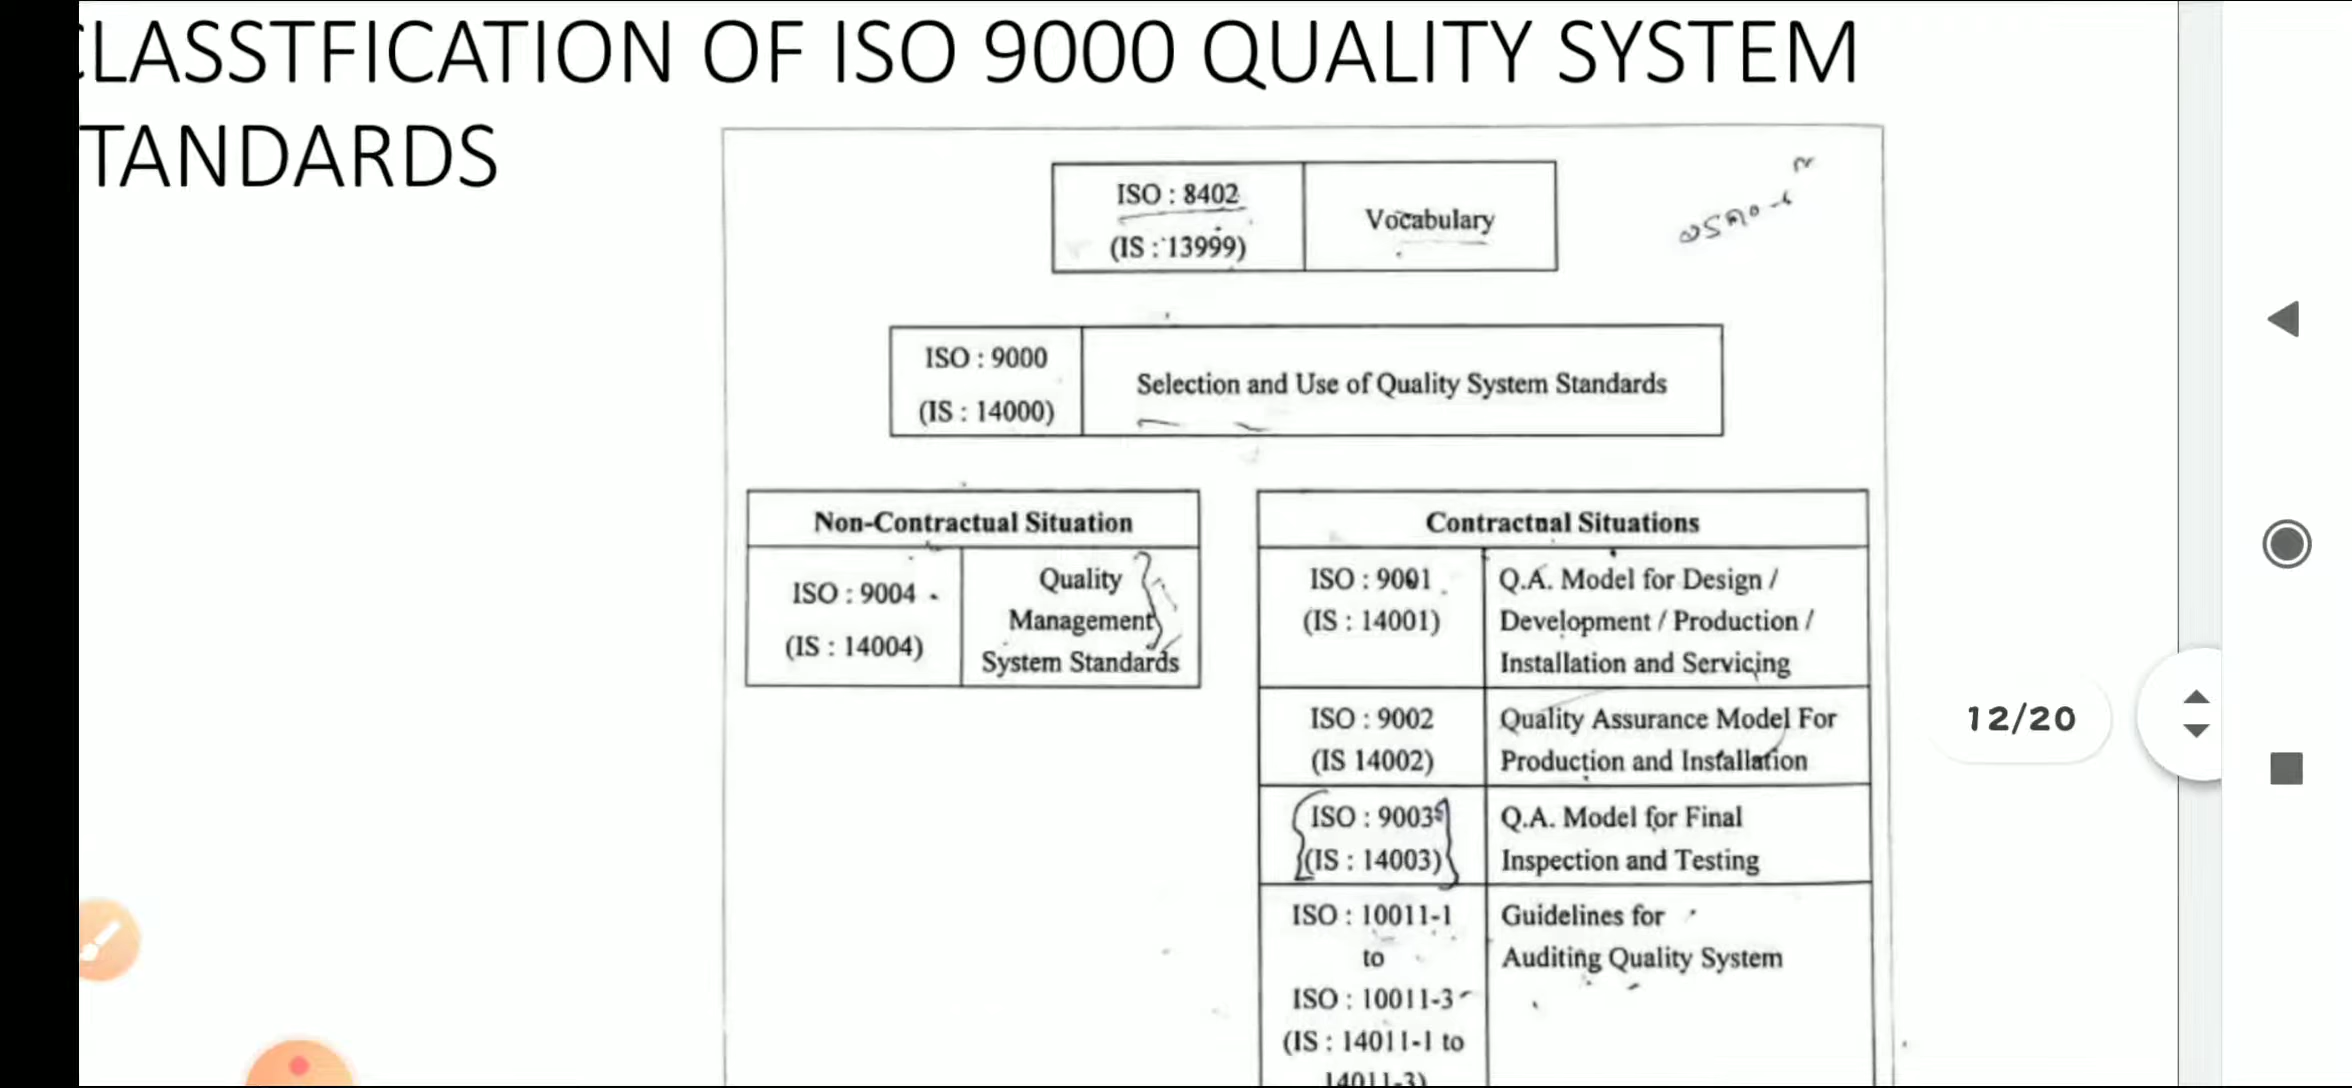 CLASSTFICATION OF ISO 9000 QUALITY SYSTEM
TANDARDS
ISO : 8402
(IS : 13999)
Vocabulary
ISO : 9000
(IS : 14000)
Selection and Use of Quality System Standards
Non-Contractual Situation
ISO : 9004
(IS : 14004)
Quality
Management
System Standards
Contractual Situations
ISO : 9001
(IS : 14001)
Q.A. Model for Design /
Development / Production /
Installation and Servicing
ISO : 9002
(IS 14002)
Quality Assurance Model For
Production and Installation
ISO : 9003
(IS : 14003)
Q.A. Model for Final
Inspection and Testing
ISO : 10011-1
to
ISO : 10011-3
(IS : 14011-1 to
14011-3)
Guidelines for
Auditing Quality System
12/20